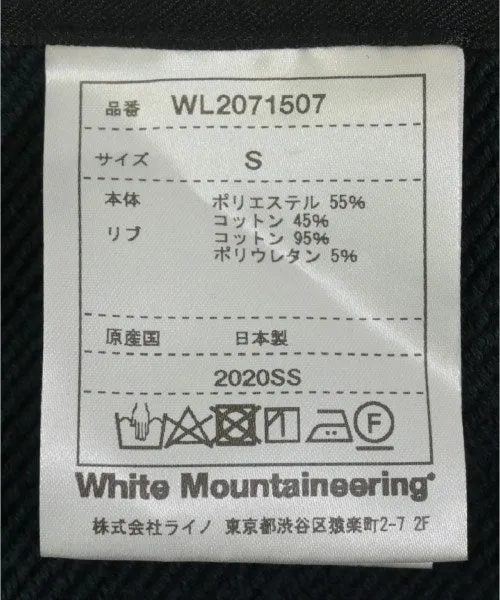 品番 WL2071507
サイズ S
本体 ポリエステル 55%
コットン 45%
リブ コットン 95%
ポリウレタン 5%
原産国 日本製
2020SS
F
White Mountaineering®
株式会社ライノ 東京都渋谷区猿楽町2-7 2F